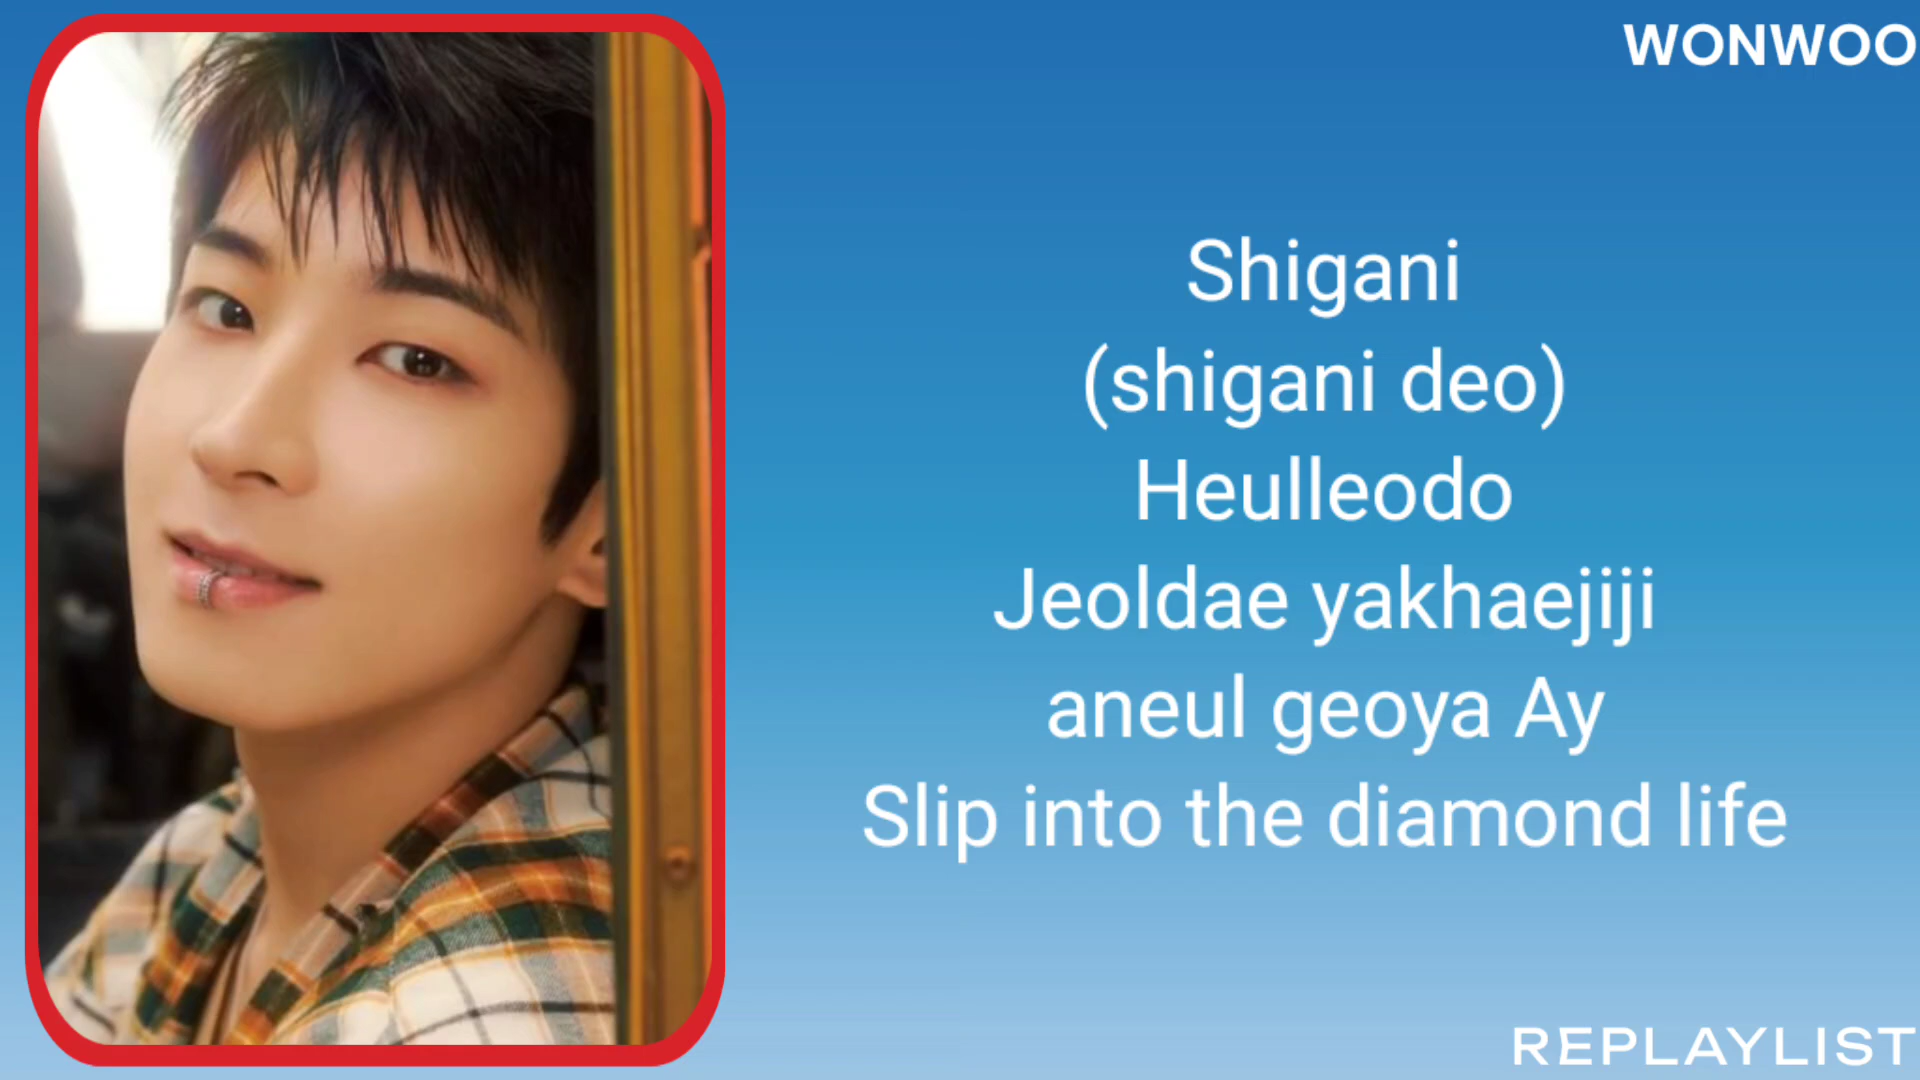 WONWOO
Shigani
(shigani deo)
Heulleodo
Jeoldae yakhaejiji
aneul geoya Ay
Slip into the diamond life
REPLAYLIST